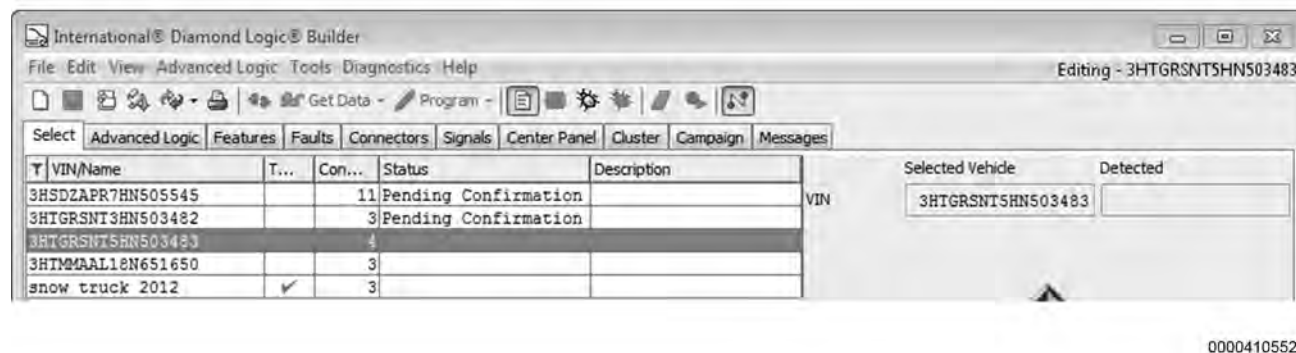 International® Diamond Logic® Builder
File Edit View Advanced Logic Tools Diagnostics Help
Editing - 3HTGRSNT5HN503483
Get Data Program
Select Advanced Logic Features Faults Connectors Signals Center Panel Cluster Campaign Messages
VIN/Name T... Con... Status Description
Selected Vehicle Detected
3HSDZAPR7HN505545 11 Pending Confirmation
VIN 3HTGRSNT5HN503483
3HTGRSNT3HN503482 3 Pending Confirmation
3HTGRSNT5HN503483 4
3HTMMAAL18N651650 3
snow truck 2012 ✓ 3
0000410552